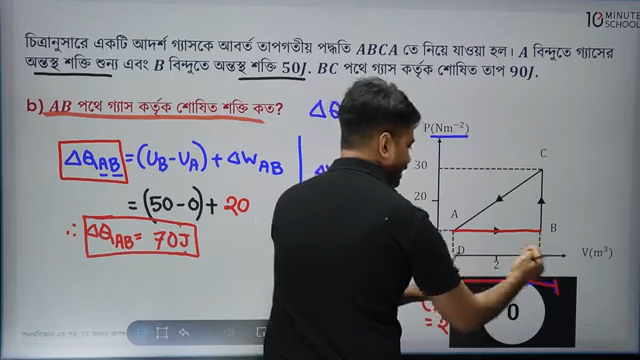 10 MINUTE SCHOOL
চিত্রানুসারে একটি আদর্শ গ্যাসকে আবর্ত তাপগতীয় পদ্ধতি ABCA তে নিয়ে যাওয়া হল। A বিন্দুতে গ্যাসের
অন্তস্থ শক্তি শুন্য এবং B বিন্দুতে অন্তস্থ শক্তি 50J. BC পথে গ্যাস কর্তৃক শোষিত তাপ 90J.
b) AB পথে গ্যাস কর্তৃক শোষিত শক্তি কত?
ΔQAB = (UB - UA) + ΔWAB
= (50-0) + 20
∴ ΔQAB = 70J
P(Nm⁻²)
C
30
20
A
B
D
2
V(m³)
0